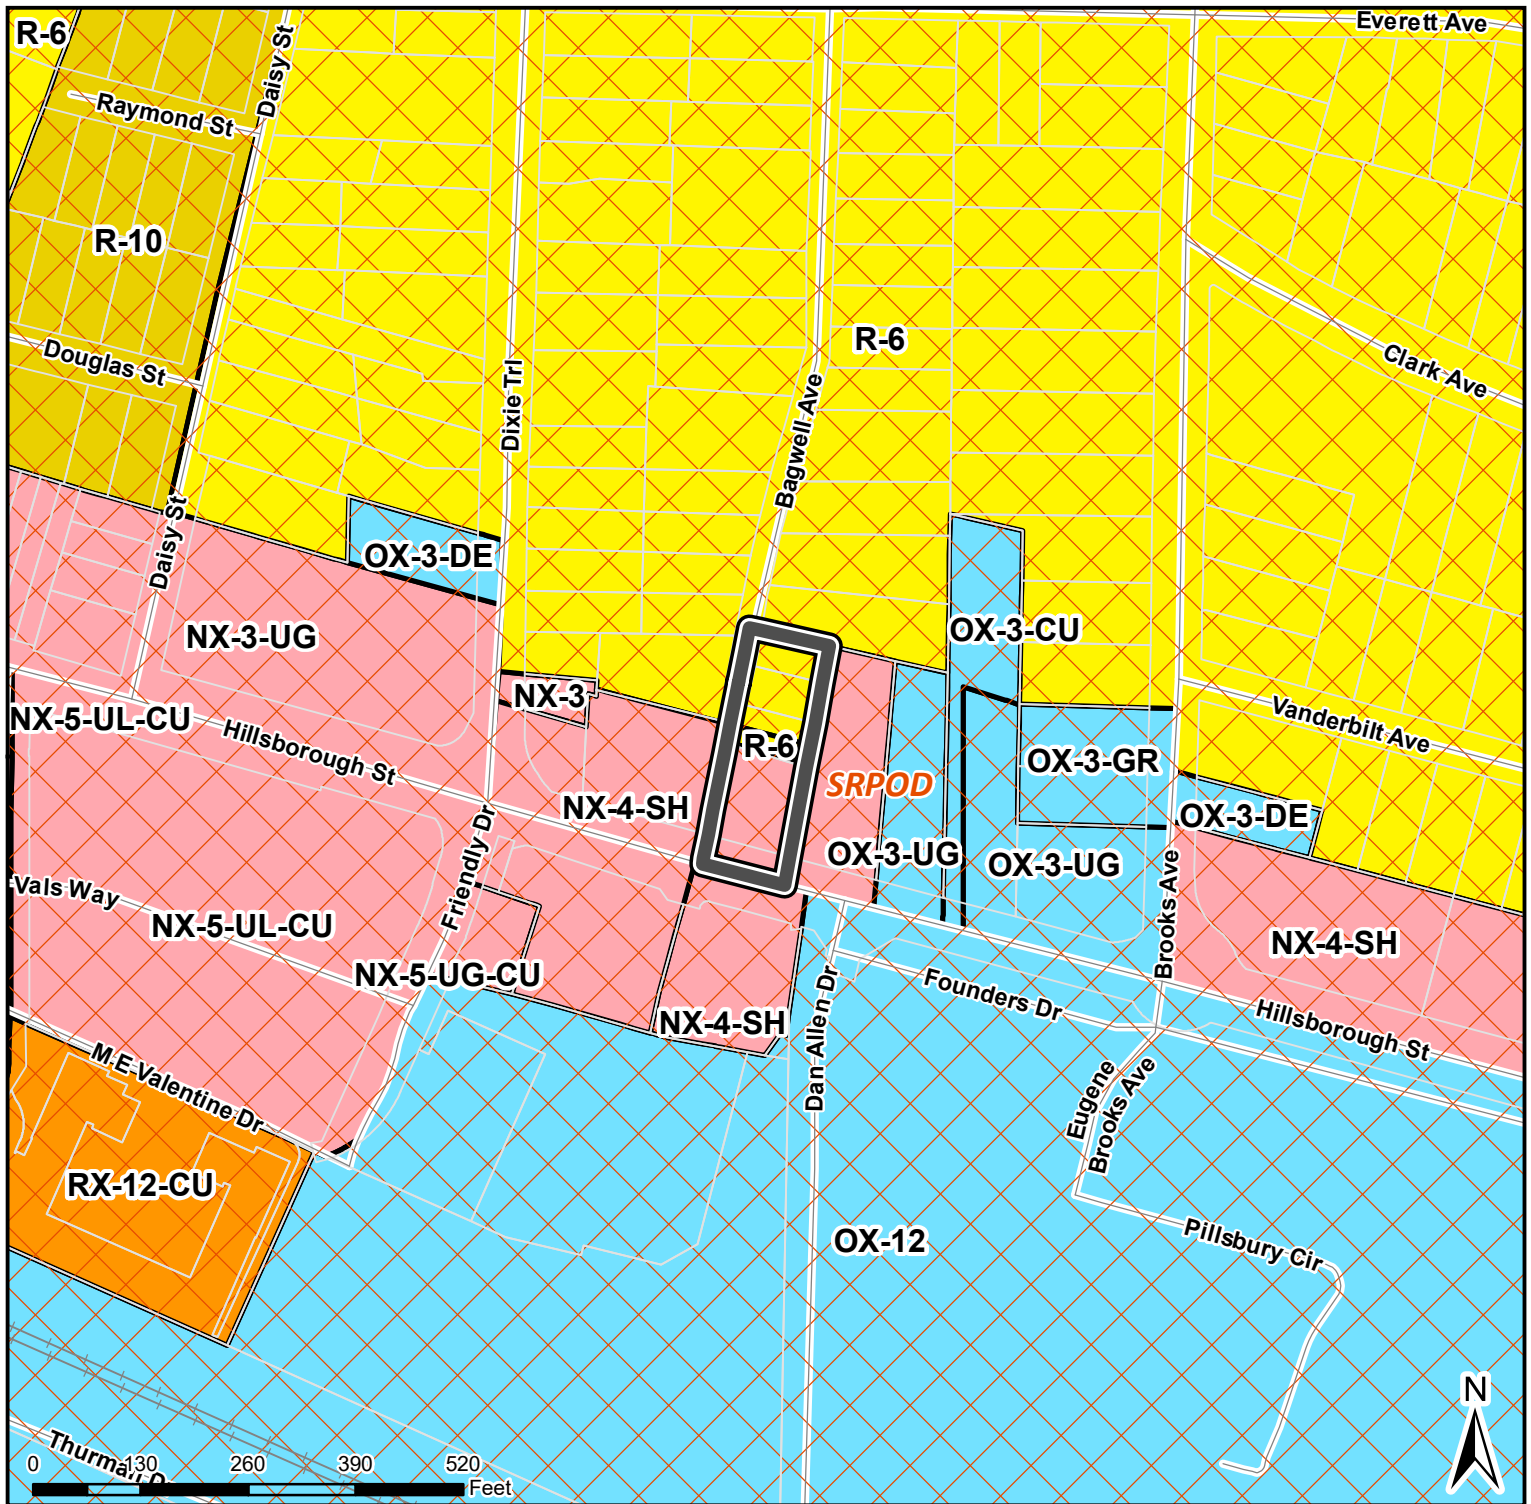 Everett Ave
R-6
Daisy St
Raymond St
R-10
R-6
Douglas St
Clark Ave
Dixie Trl
Bagwell Ave
Daisy St
OX-3-DE
NX-3-UG
OX-3-CU
NX-3
NX-5-UL-CU
Hillsborough St
R-6
Vanderbilt Ave
OX-3-GR
SRPOD
NX-4-SH
OX-3-DE
OX-3-UG
OX-3-UG
Friendly Dr
Vals Way
NX-5-UL-CU
Brooks Ave
NX-4-SH
NX-5-UG-CU
Founders Dr
NX-4-SH
Dan Allen Dr
Hillsborough St
M E Valentine Dr
Eugene
Brooks Ave
RX-12-CU
OX-12
Pillsbury Cir
N
Thurman Dr
0 130 260 390 520
Feet